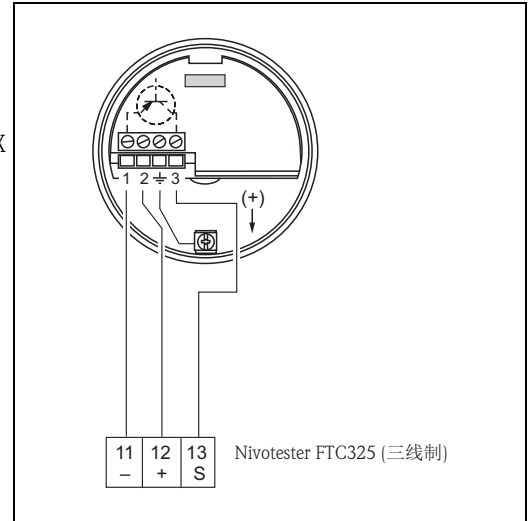 X
1 2 ⏚ 3
(+)
11 12 13
– + S
Nivotester FTC325 (三线制)